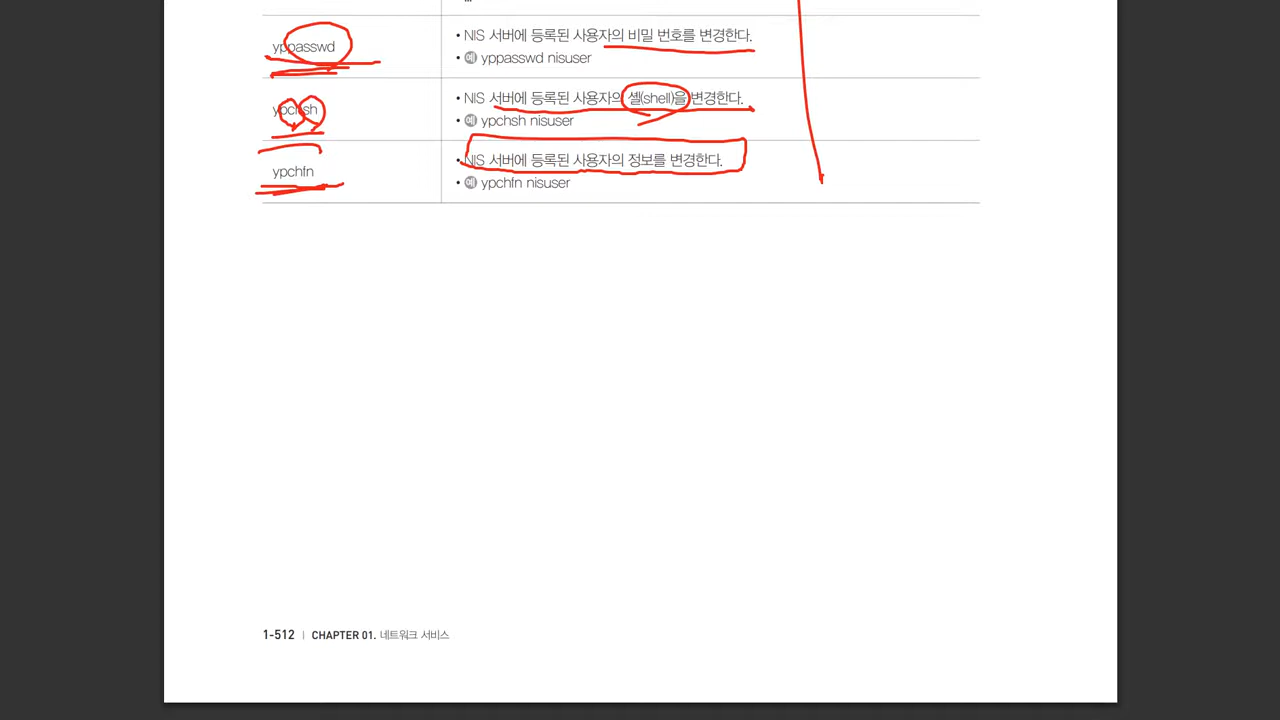 yppasswd
• NIS 서버에 등록된 사용자의 비밀 번호를 변경한다.
• 예 yppasswd nisuser
ypchsh
• NIS 서버에 등록된 사용자의 셸(shell)을 변경한다.
• 예 ypchsh nisuser
ypchfn
• NIS 서버에 등록된 사용자의 정보를 변경한다.
• 예 ypchfn nisuser
1-512 | CHAPTER 01. 네트워크 서비스